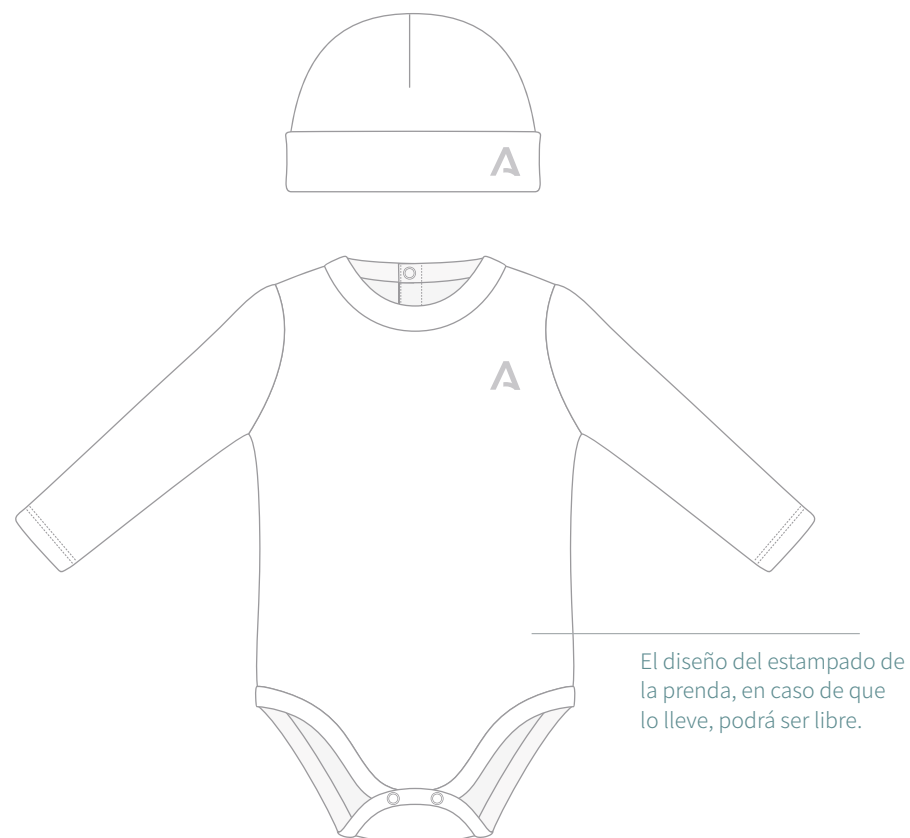 El diseño del estampado de
la prenda, en caso de que
lo lleve, podrá ser libre.